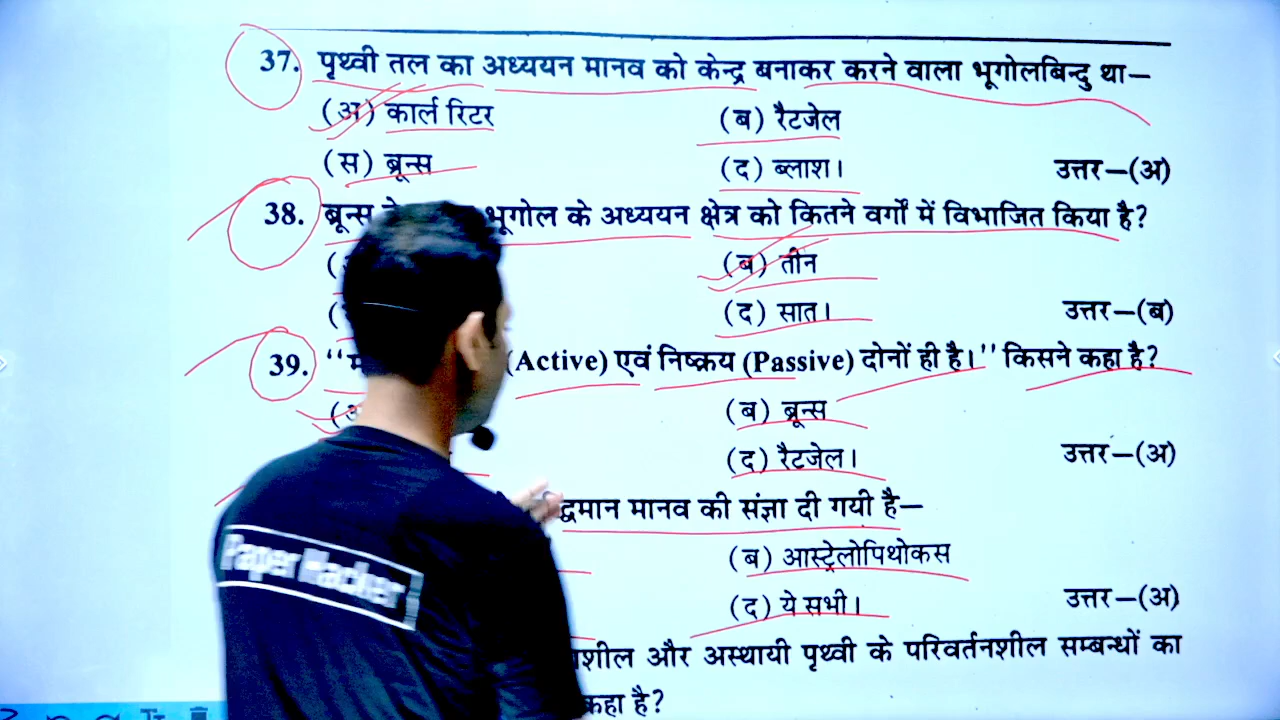 37. पृथ्वी तल का अध्ययन मानव को केन्द्र बनाकर करने वाला भूगोलबिन्दु था—
(अ) कार्ल रिटर (ब) रैटजेल
(स) ब्रून्स (द) ब्लाश। उत्तर—(अ)
38. ब्रून्स भूगोल के अध्ययन क्षेत्र को कितने वर्गों में विभाजित किया है?
(ब) तीन
(द) सात। उत्तर—(ब)
39. (Active) एवं निष्क्रय (Passive) दोनों ही है।'' किसने कहा है?
(ब) ब्रून्स
(द) रैटजेल। उत्तर—(अ)
मानव की संज्ञा दी गयी है—
(ब) आस्ट्रेलोपिथोकस
(द) ये सभी। उत्तर—(अ)
और अस्थायी पृथ्वी के परिवर्तनशील सम्बन्धों का
कहा है?
Paper Hacker